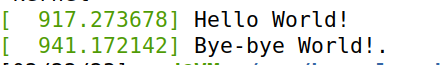 [  917.273678] Hello World!
[  941.172142] Bye-bye World!.